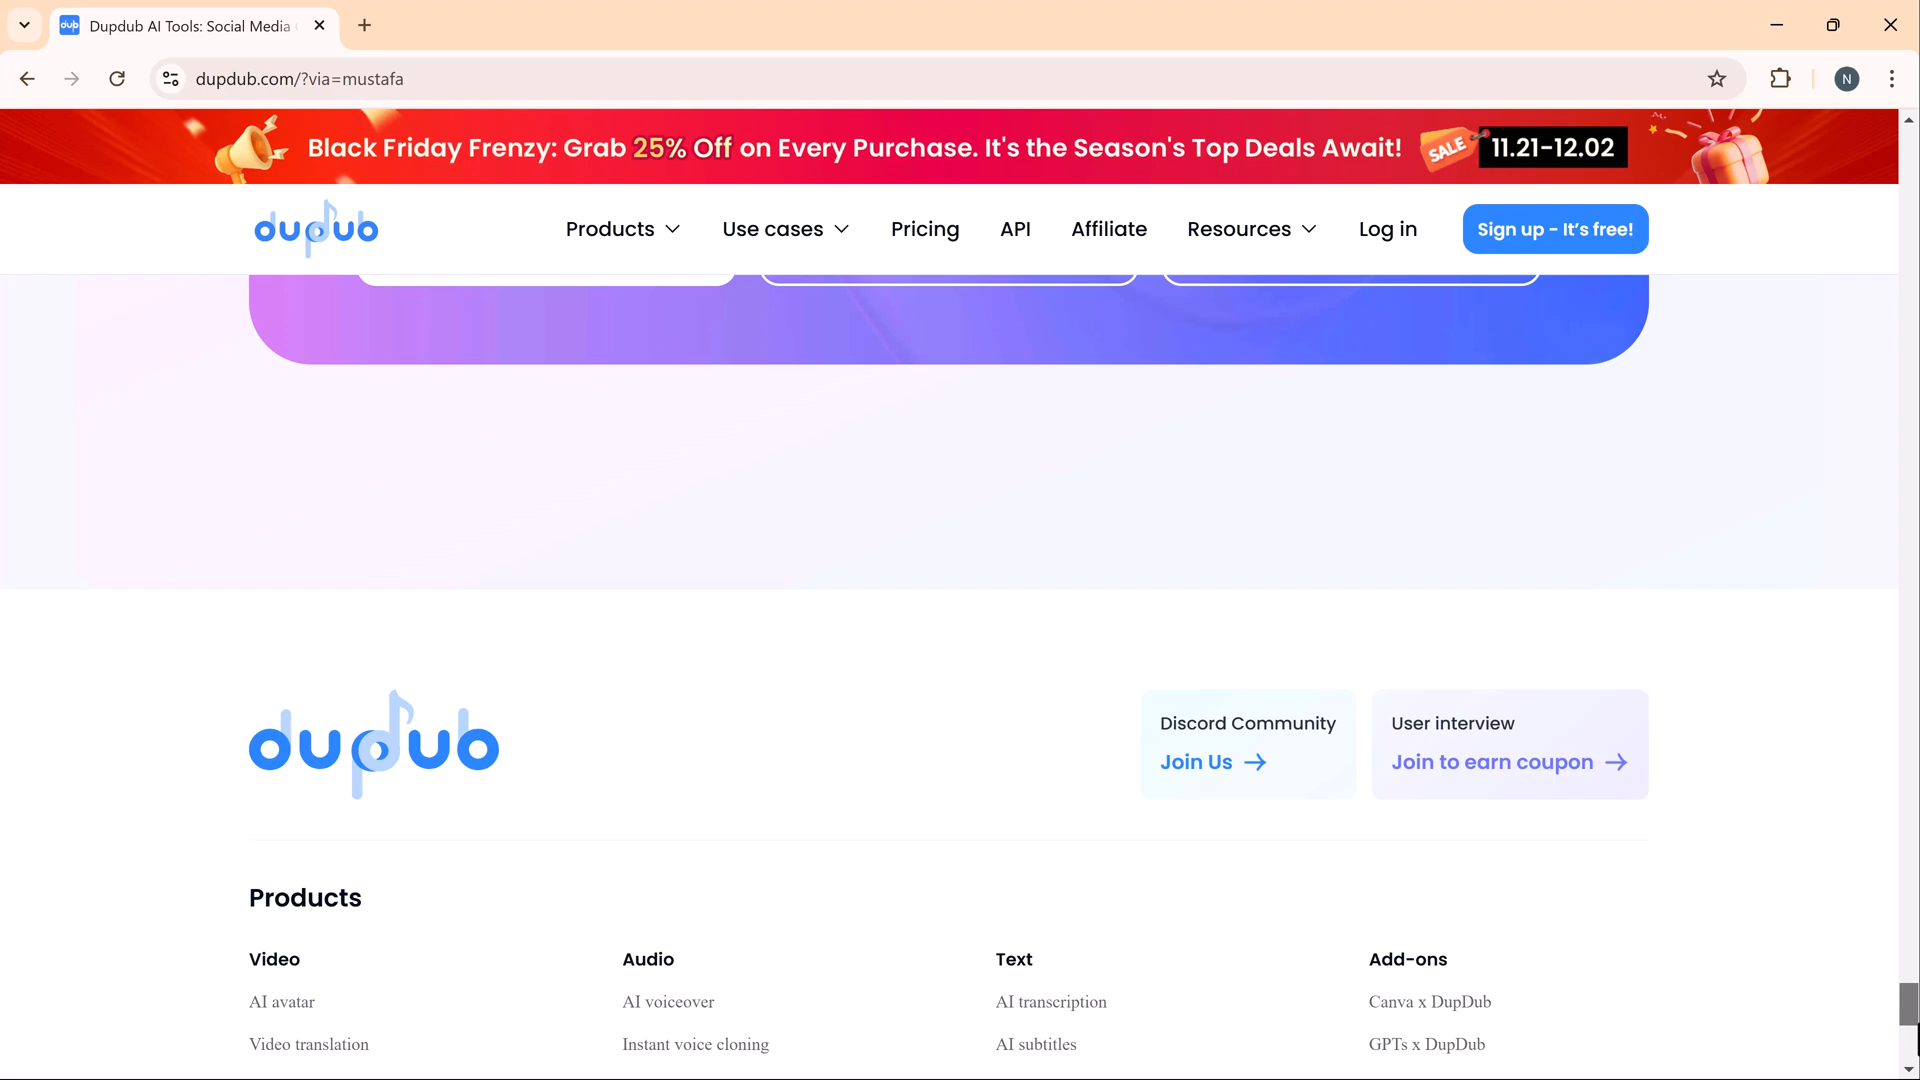 dub
Dupdub AI Tools: Social Media
dupdub.com/?via=mustafa
N
Black Friday Frenzy: Grab 25% Off on Every Purchase. It's the Season's Top Deals Await!
SALE
11.21-12.02
dupdub
Products
Use cases
Pricing
API
Affiliate
Resources
Log in
Sign up - It's free!
dupdub
Discord Community
Join Us →
User interview
Join to earn coupon →
Products
Video
Audio
Text
Add-ons
AI avatar
AI voiceover
AI transcription
Canva x DupDub
Video translation
Instant voice cloning
AI subtitles
GPTs x DupDub